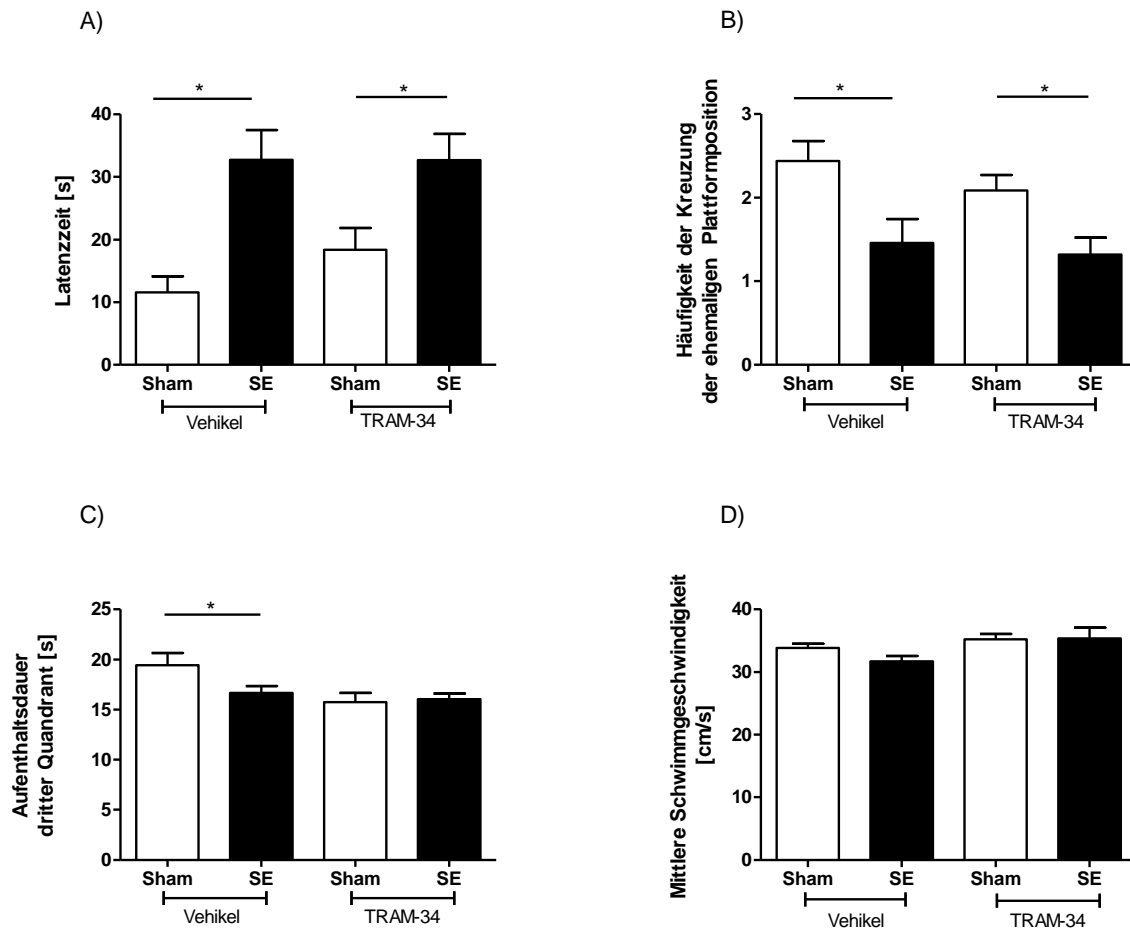 A)
*
*
40
30
20
10
0
Latenzzeit [s]
Sham SE Sham SE
Vehikel TRAM-34
B)
*
*
3
2
1
0
Häufigkeit der Kreuzung
der ehemaligen Plattformposition
Sham SE Sham SE
Vehikel TRAM-34
C)
*
25
20
15
10
5
0
Aufenthaltsdauer
dritter Quandrant [s]
Sham SE Sham SE
Vehikel TRAM-34
D)
40
30
20
10
0
Mittlere Schwimmgeschwindigkeit
[cm/s]
Sham SE Sham SE
Vehikel TRAM-34